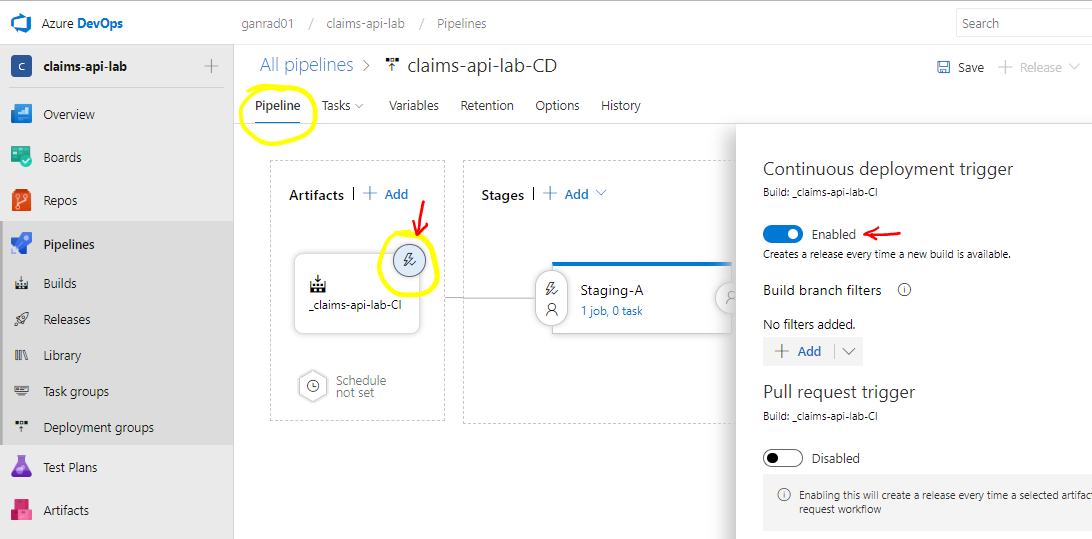 Azure DevOps
ganrad01 / claims-api-lab / Pipelines
Search
C claims-api-lab
Overview
Boards
Repos
Pipelines
Builds
Releases
Library
Task groups
Deployment groups
Test Plans
Artifacts
All pipelines > claims-api-lab-CD
Save
Release
Pipeline
Tasks
Variables
Retention
Options
History
Artifacts | + Add
_claims-api-lab-CI
Schedule
not set
Stages | + Add
Staging-A
1 job, 0 task
Continuous deployment trigger
Build: _claims-api-lab-CI
Enabled
Creates a release every time a new build is available.
Build branch filters
No filters added.
+ Add
Pull request trigger
Build: _claims-api-lab-CI
Disabled
Enabling this will create a release every time a selected artifac
request workflow